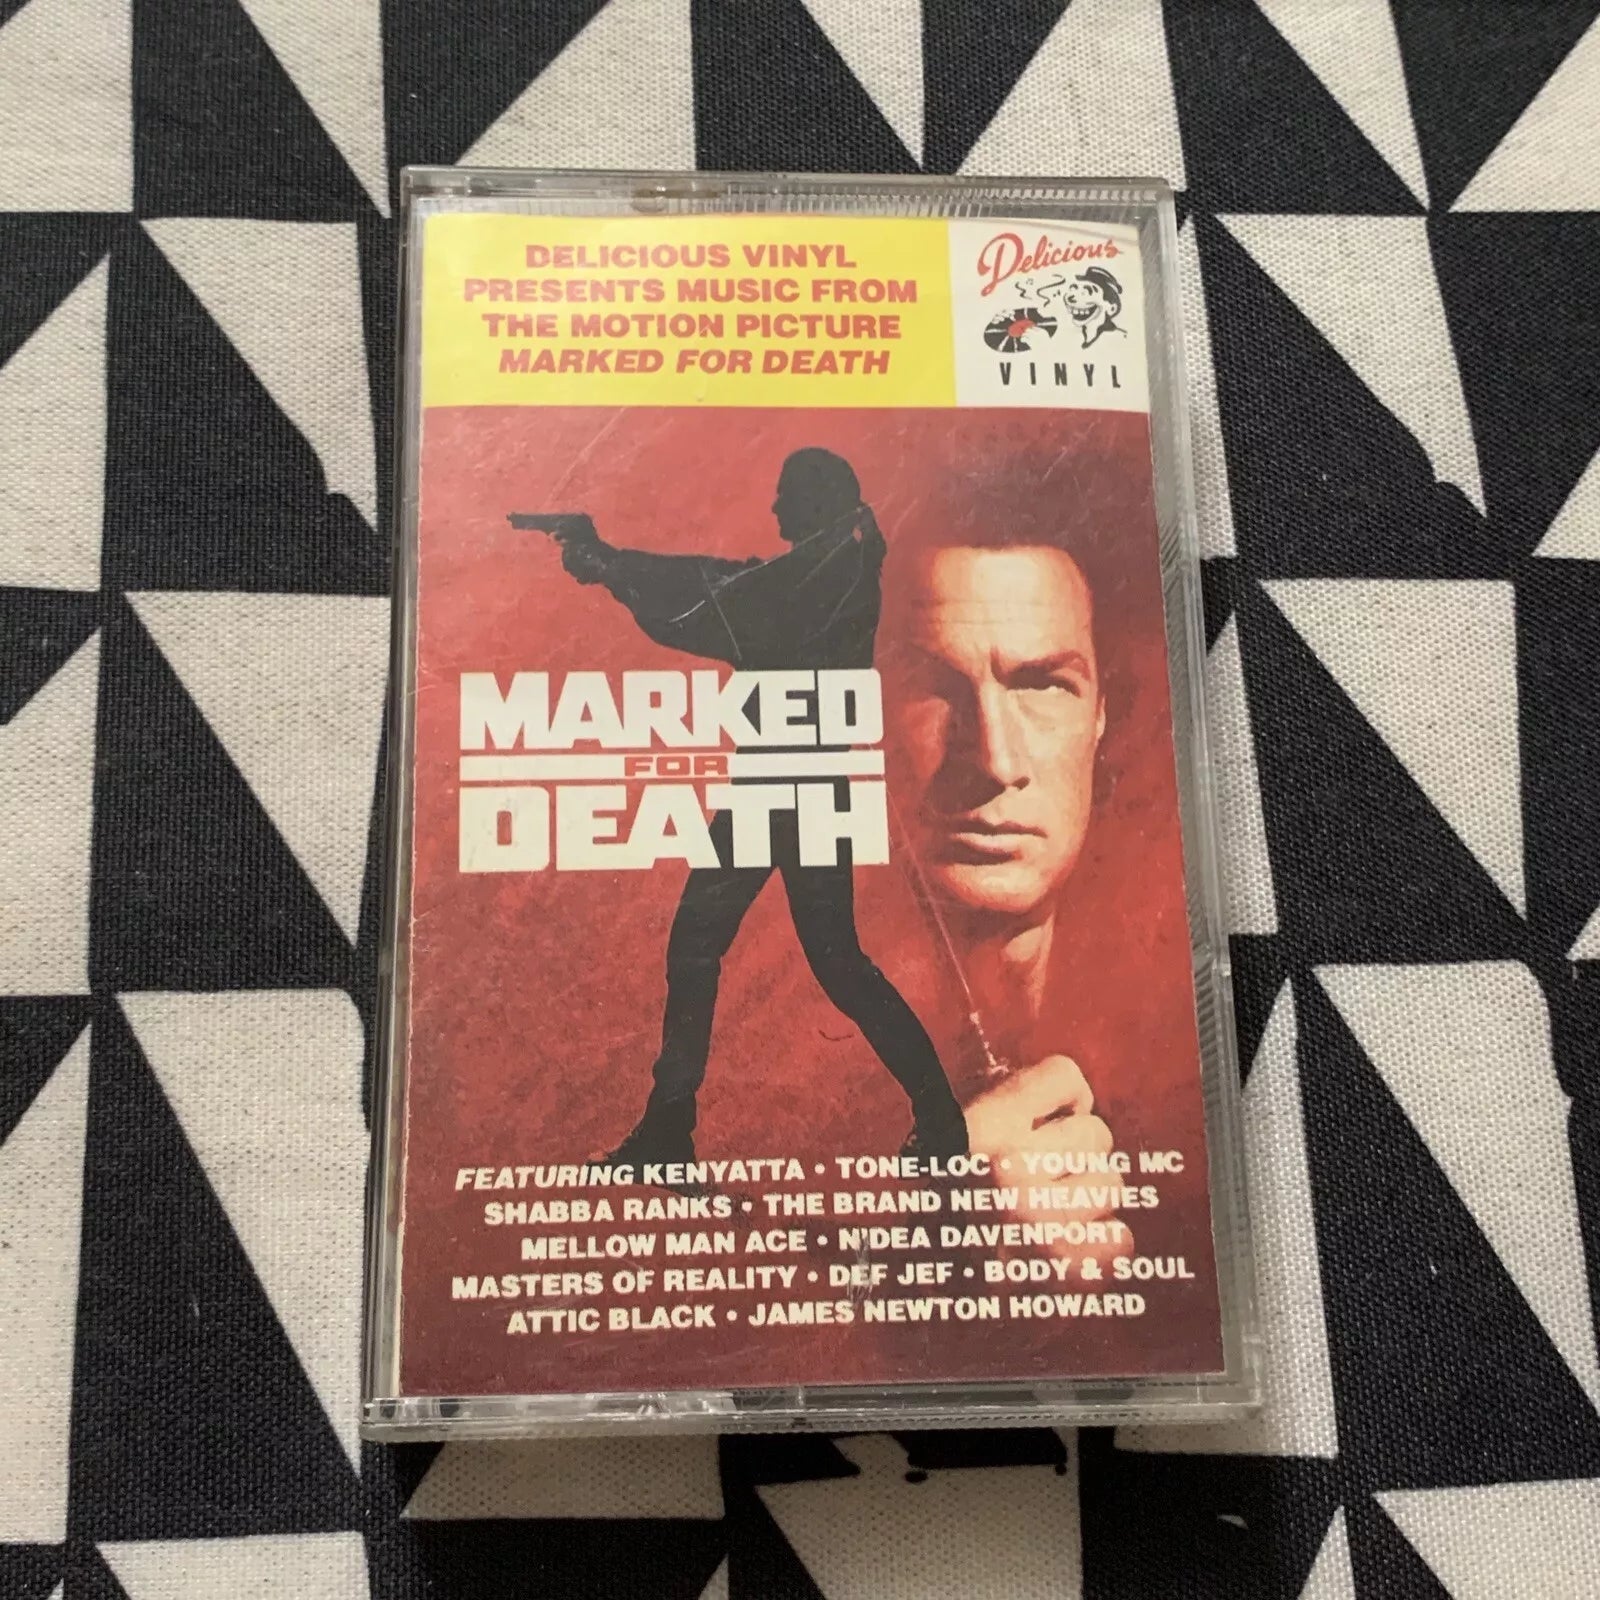 DELICIOUS VINYL
PRESENTS MUSIC FROM
THE MOTION PICTURE
MARKED FOR DEATH
Delicious
VINYL
MARKED
FOR
DEATH
FEATURING KENYATTA • TONE-LOC • YOUNG MC
SHABBA RANKS • THE BRAND NEW HEAVIES
MELLOW MAN ACE • N'DEA DAVENPORT
MASTERS OF REALITY • DEF JEF • BODY & SOUL
ATTIC BLACK • JAMES NEWTON HOWARD